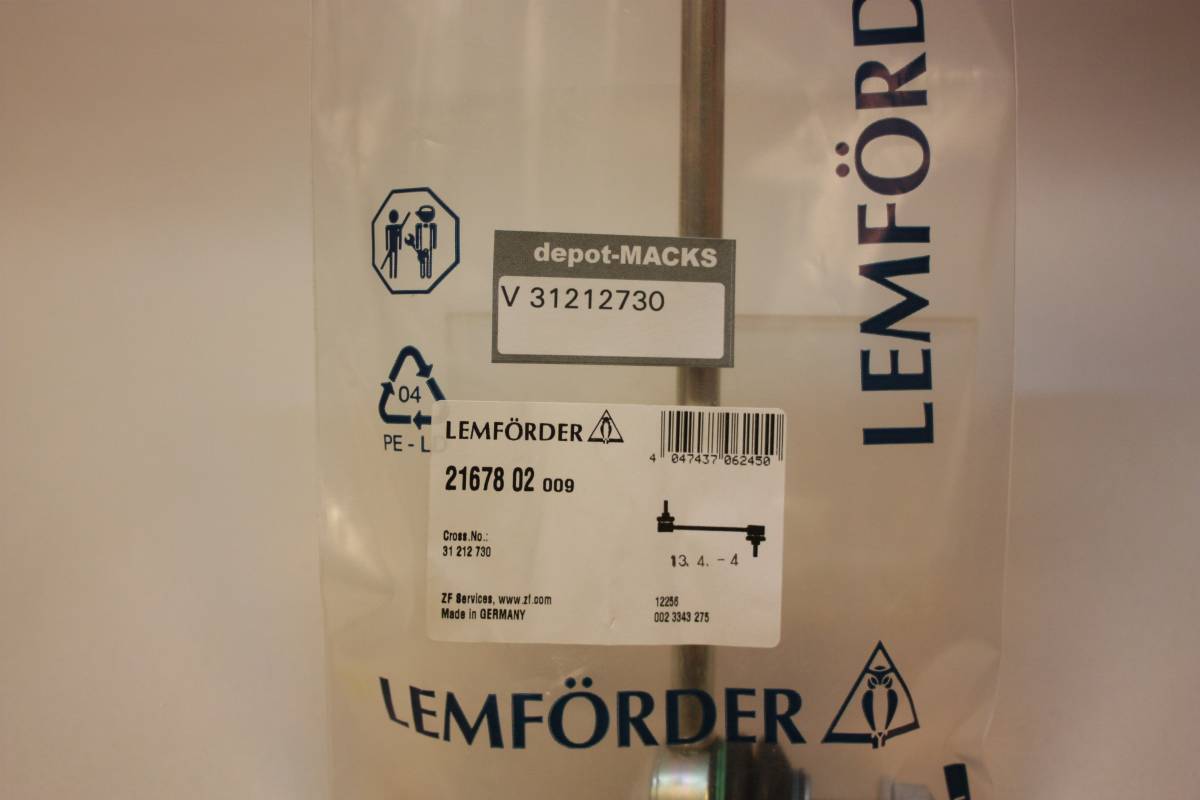 LEMFÖRD
depot-MACKS
V 31212730
04
PE - LD
LEMFÖRDER
21678 02 009
4 047437 062450
Cross.No.:
31 212 730
13. 4. - 4
ZF Services, www.zf.com
Made in GERMANY
12256
002 3343 275
LEMFÖRDER